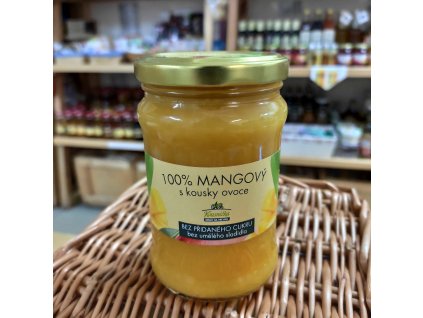 100% MANGOVÝ
s kousky ovoce
BEZ PŘIDANÉHO CUKRU
bez umělého sladidla